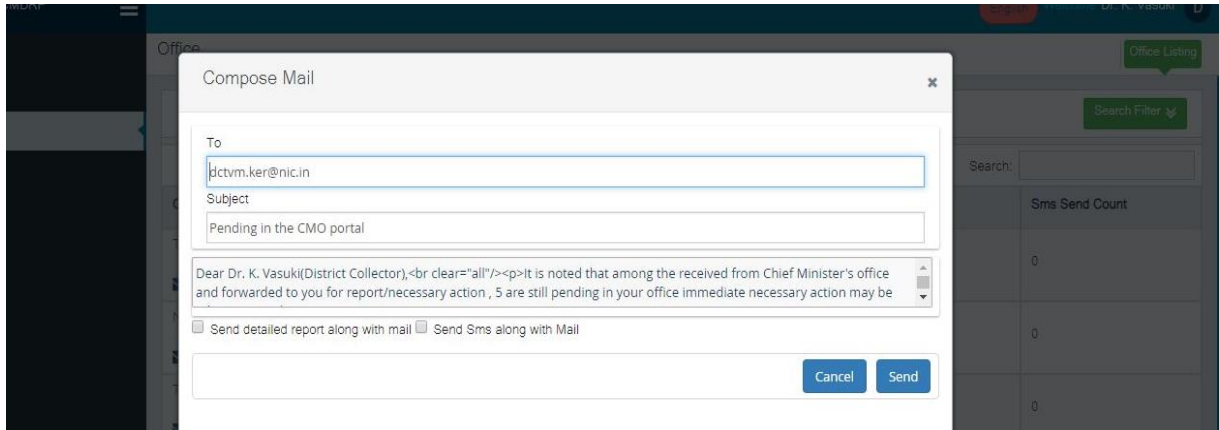 English Welcome Dr. K. Vasuki D
Office
Office Listing
Compose Mail
×
Search Filter
To
dctvm.ker@nic.in
Search:
Subject
Sms Send Count
Pending in the CMO portal
Dear Dr. K. Vasuki(District Collector),<br clear="all"/><p>It is noted that among the received from Chief Minister's office
and forwarded to you for report/necessary action , 5 are still pending in your office immediate necessary action may be
0
Send detailed report along with mail Send Sms along with Mail
0
Cancel Send
0